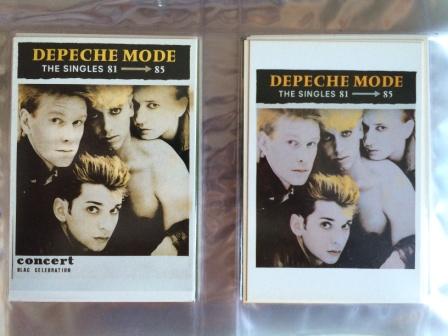 DEPECHE MODE
THE SINGLES 81 → 85
concert
BLAC CELEBRATION
DEPECHE MODE
THE SINGLES 81 → 85